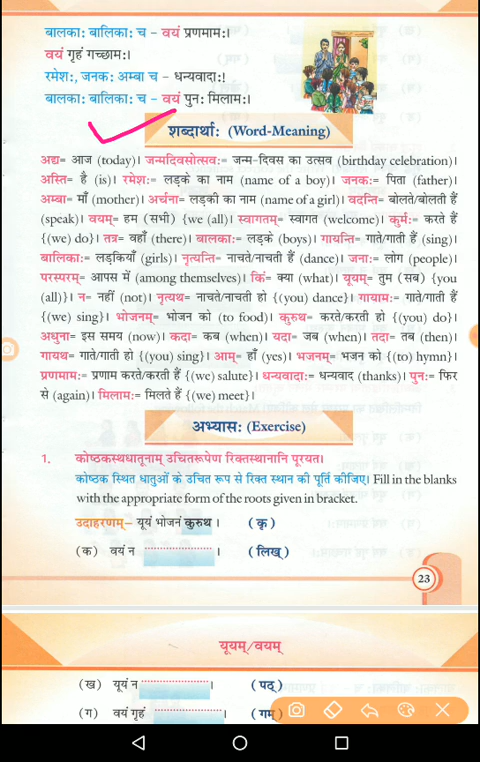 बालका: बालिका: च – वयं प्रणमाम:।
वयं गृहं गच्छाम:।
रमेश:, जनक: अम्बा च – धन्यवादा:!
बालका: बालिका: च – वयं पुन: मिलाम:।
शब्दार्था: (Word-Meaning)
अद्य= आज (today)। जन्मदिवसोत्सव:= जन्म-दिवस का उत्सव (birthday celebration)।
अस्ति= है (is)। रमेश:= लड़के का नाम (name of a boy)। जनक:= पिता (father)।
अम्बा= माँ (mother)। अर्चना= लड़की का नाम (name of a girl)। वदन्ति= बोलते/बोलती हैं
(speak)। वयम्= हम (सभी) {we (all)}। स्वागतम्= स्वागत (welcome)। कुर्म:= करते हैं
{(we) do}। तत्र= वहाँ (there)। बालका:= लड़के (boys)। गायन्ति= गाते/गाती हैं (sing)।
बालिका:= लड़कियाँ (girls)। नृत्यन्ति= नाचते/नाचती हैं (dance)। जना:= लोग (people)।
परस्परम्= आपस में (among themselves)। किं= क्या (what)। यूयम्= तुम (सब) {you
(all)}। न= नहीं (not)। नृत्यथ= नाचते/नाचती हो {(you) dance}। गायाम:= गाते/गाती हैं
{(we) sing}। भोजनम्= भोजन को (to food)। कुरुथ= करते/करती हो {(you) do}।
अधुना= इस समय (now)। कदा= कब (when)। यदा= जब (when)। तदा= तब (then)।
गायथ= गाते/गाती हो {(you) sing}। आम्= हाँ (yes)। भजनम्= भजन को {(to) hymn}।
प्रणमाम:= प्रणाम करते/करती हैं {(we) salute}। धन्यवादा:= धन्यवाद (thanks)। पुन:= फिर
से (again)। मिलाम:= मिलते हैं {(we) meet}।
अभ्यास: (Exercise)
1. कोष्ठकस्थधातूनाम् उचितरूपेण रिक्तस्थानानि पूरयत।
कोष्ठक स्थित धातुओं के उचित रूप से रिक्त स्थान की पूर्ति कीजिए। Fill in the blanks
with the appropriate form of the roots given in bracket.
उदाहरणम्– यूयं भोजनं कुरुथ । (कृ)
(क) वयं न .................... । (लिख्)
23
यूयम्/वयम्
(ख) यूयं न .................... । (पठ्)
(ग) वयं गृहं .................... । (गम्)